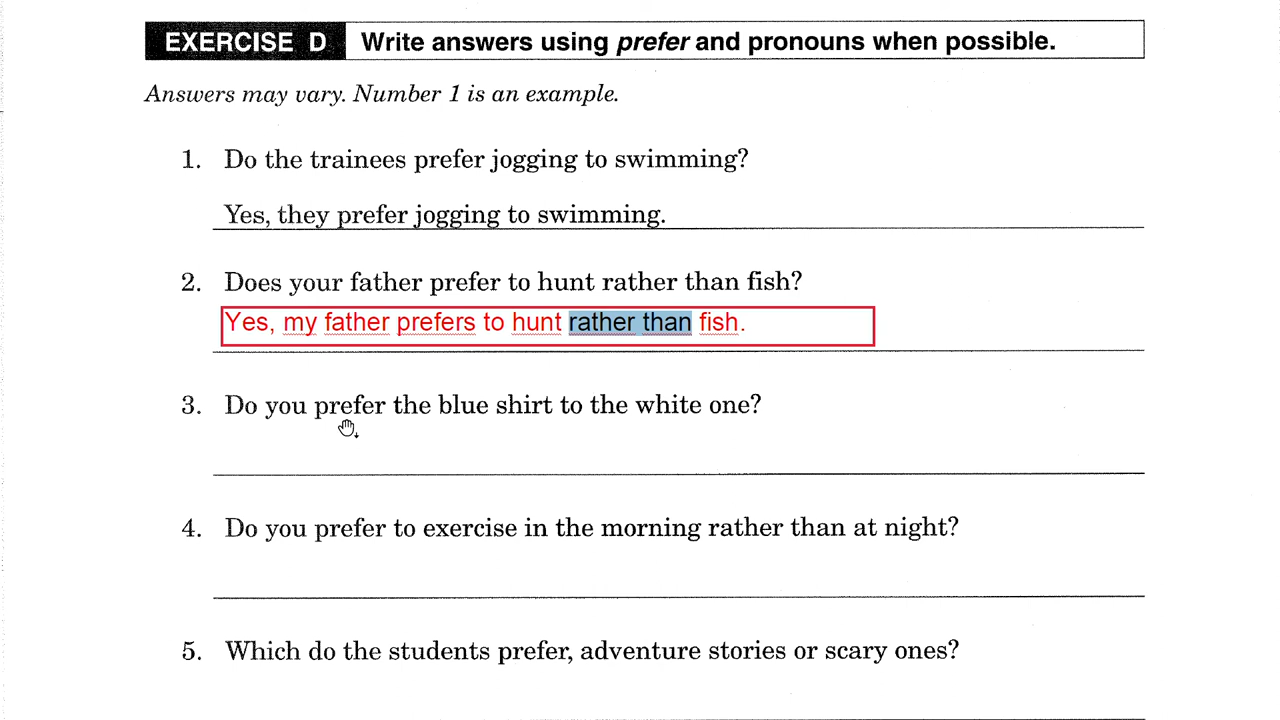 EXERCISE D Write answers using prefer and pronouns when possible.
Answers may vary. Number 1 is an example.
1. Do the trainees prefer jogging to swimming?
Yes, they prefer jogging to swimming.
2. Does your father prefer to hunt rather than fish?
Yes, my father prefers to hunt rather than fish.
3. Do you prefer the blue shirt to the white one?
4. Do you prefer to exercise in the morning rather than at night?
5. Which do the students prefer, adventure stories or scary ones?